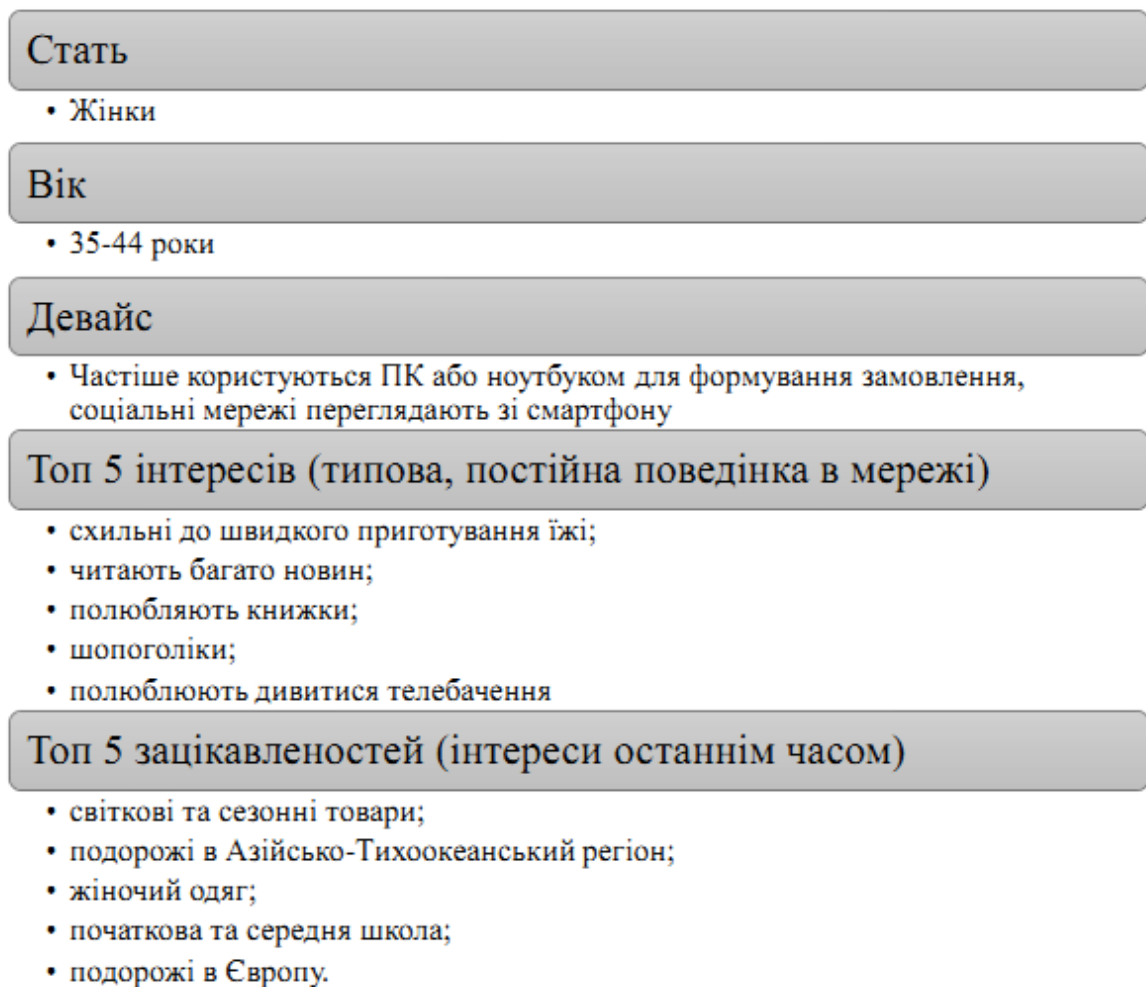 Стать
• Жінки
Вік
• 35-44 роки
Девайс
• Частіше користуються ПК або ноутбуком для формування замовлення,
соціальні мережі переглядають зі смартфону
Топ 5 інтересів (типова, постійна поведінка в мережі)
• схильні до швидкого приготування їжі;
• читають багато новин;
• полюбляють книжки;
• шопоголіки;
• полюблюють дивитися телебачення
Топ 5 зацікавленостей (інтереси останнім часом)
• світкові та сезонні товари;
• подорожі в Азійсько-Тихоокеанський регіон;
• жіночий одяг;
• початкова та середня школа;
• подорожі в Європу.